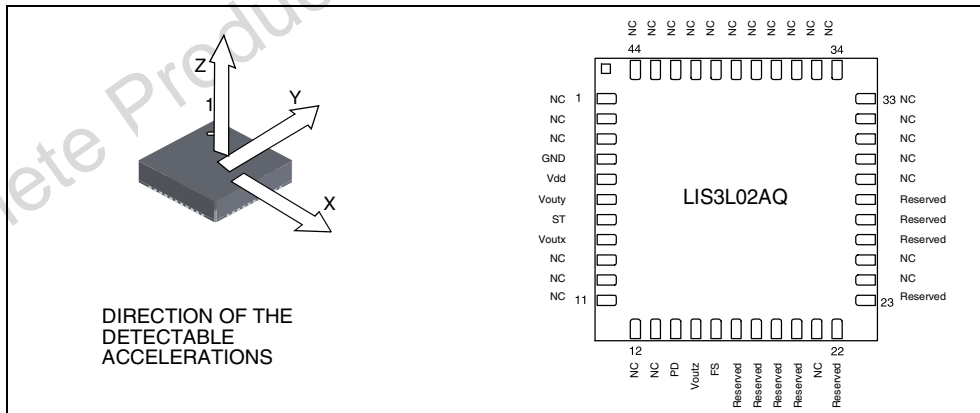 lete Produc
Z
Y
1
X
DIRECTION OF THE
DETECTABLE
ACCELERATIONS
NC NC NC NC NC NC NC NC NC NC NC
44 34
NC 1
NC
NC
GND
Vdd
Vouty
ST
Voutx
NC
NC
NC 11
LIS3L02AQ
33 NC
NC
NC
NC
NC
Reserved
Reserved
Reserved
NC
NC
23 Reserved
12 22
NC NC PD Voutz FS Reserved Reserved Reserved Reserved NC Reserved